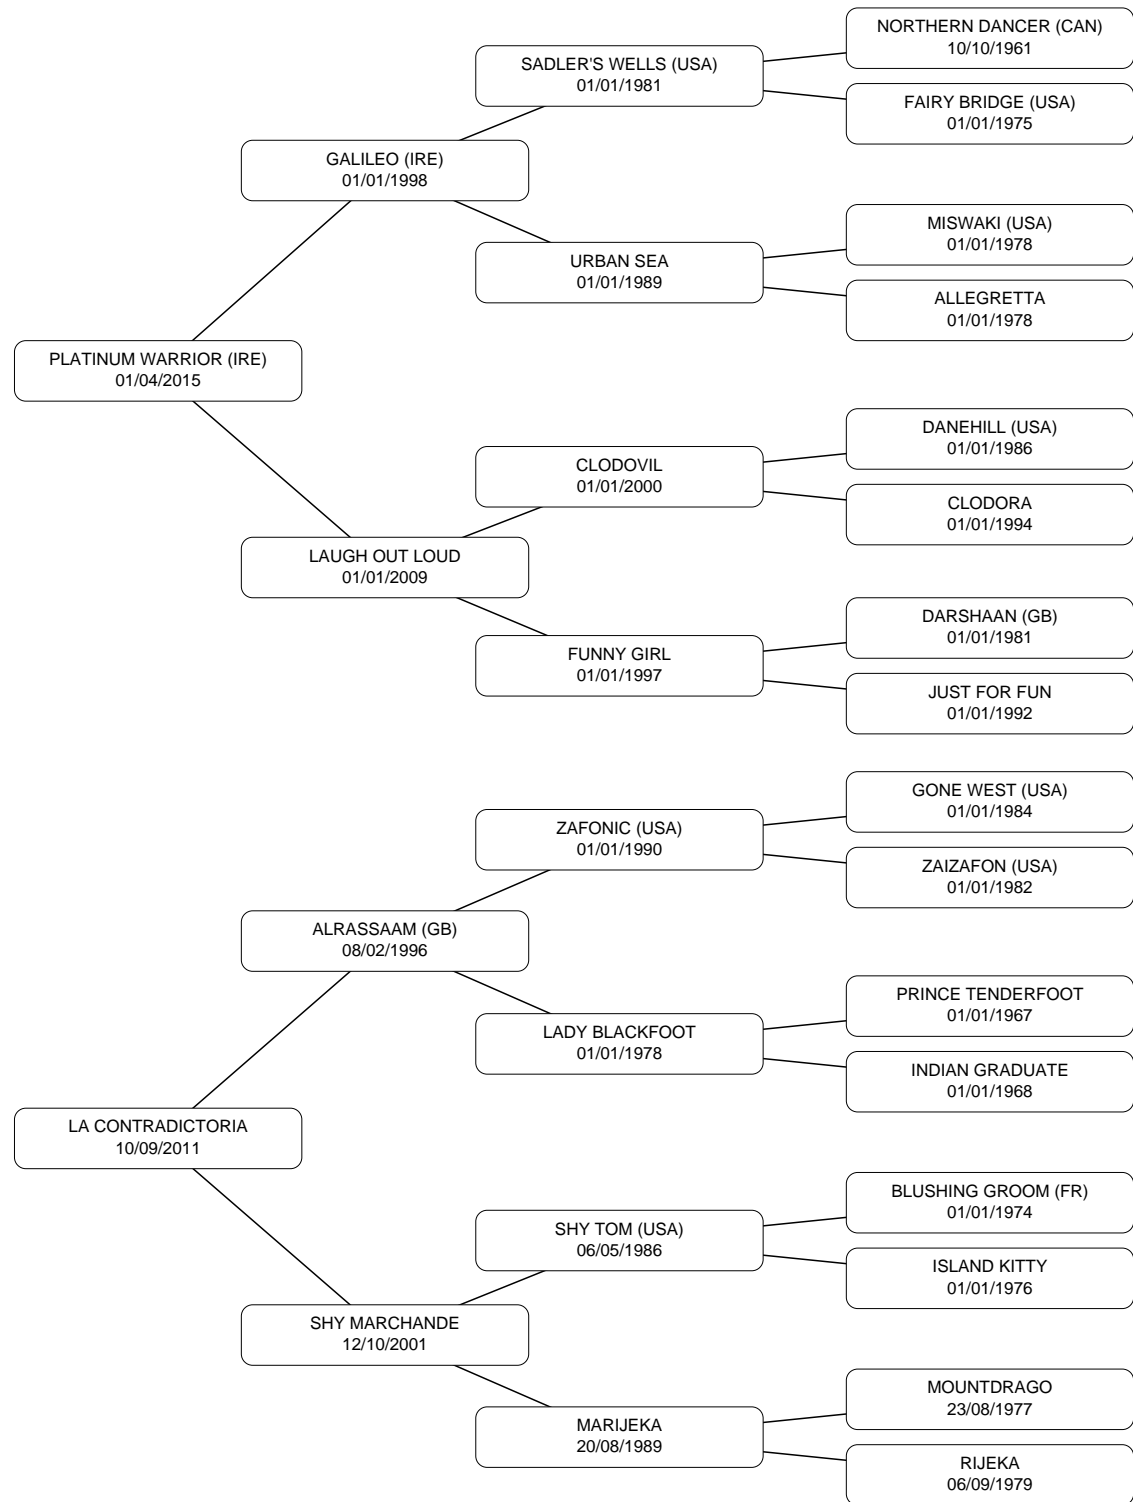 NORTHERN DANCER (CAN)
10/10/1961
SADLER'S WELLS (USA)
01/01/1981
FAIRY BRIDGE (USA)
01/01/1975
GALILEO (IRE)
01/01/1998
MISWAKI (USA)
01/01/1978
URBAN SEA
01/01/1989
ALLEGRETTA
01/01/1978
PLATINUM WARRIOR (IRE)
01/04/2015
DANEHILL (USA)
01/01/1986
CLODOVIL
01/01/2000
CLODORA
01/01/1994
LAUGH OUT LOUD
01/01/2009
DARSHAAN (GB)
01/01/1981
FUNNY GIRL
01/01/1997
JUST FOR FUN
01/01/1992
GONE WEST (USA)
01/01/1984
ZAFONIC (USA)
01/01/1990
ZAIZAFON (USA)
01/01/1982
ALRASSAAM (GB)
08/02/1996
PRINCE TENDERFOOT
01/01/1967
LADY BLACKFOOT
01/01/1978
INDIAN GRADUATE
01/01/1968
LA CONTRADICTORIA
10/09/2011
BLUSHING GROOM (FR)
01/01/1974
SHY TOM (USA)
06/05/1986
ISLAND KITTY
01/01/1976
SHY MARCHANDE
12/10/2001
MOUNTDRAGO
23/08/1977
MARIJEKA
20/08/1989
RIJEKA
06/09/1979